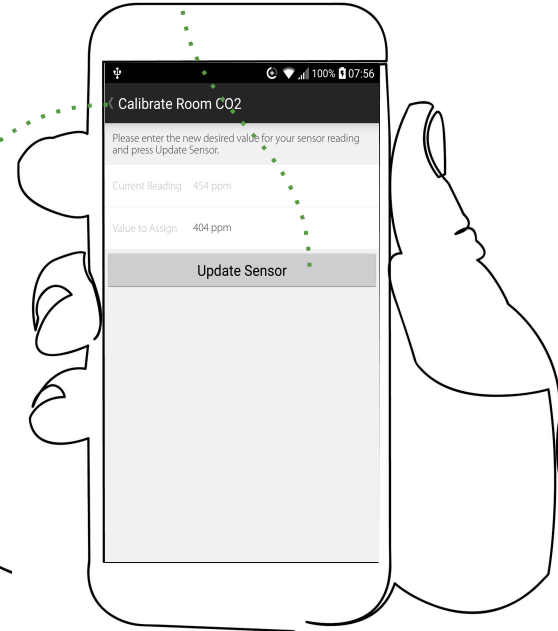 100% 07:56
Calibrate Room CO2
Please enter the new desired value for your sensor reading
and press Update Sensor.
Current Reading 454 ppm
Value to Assign 404 ppm
Update Sensor